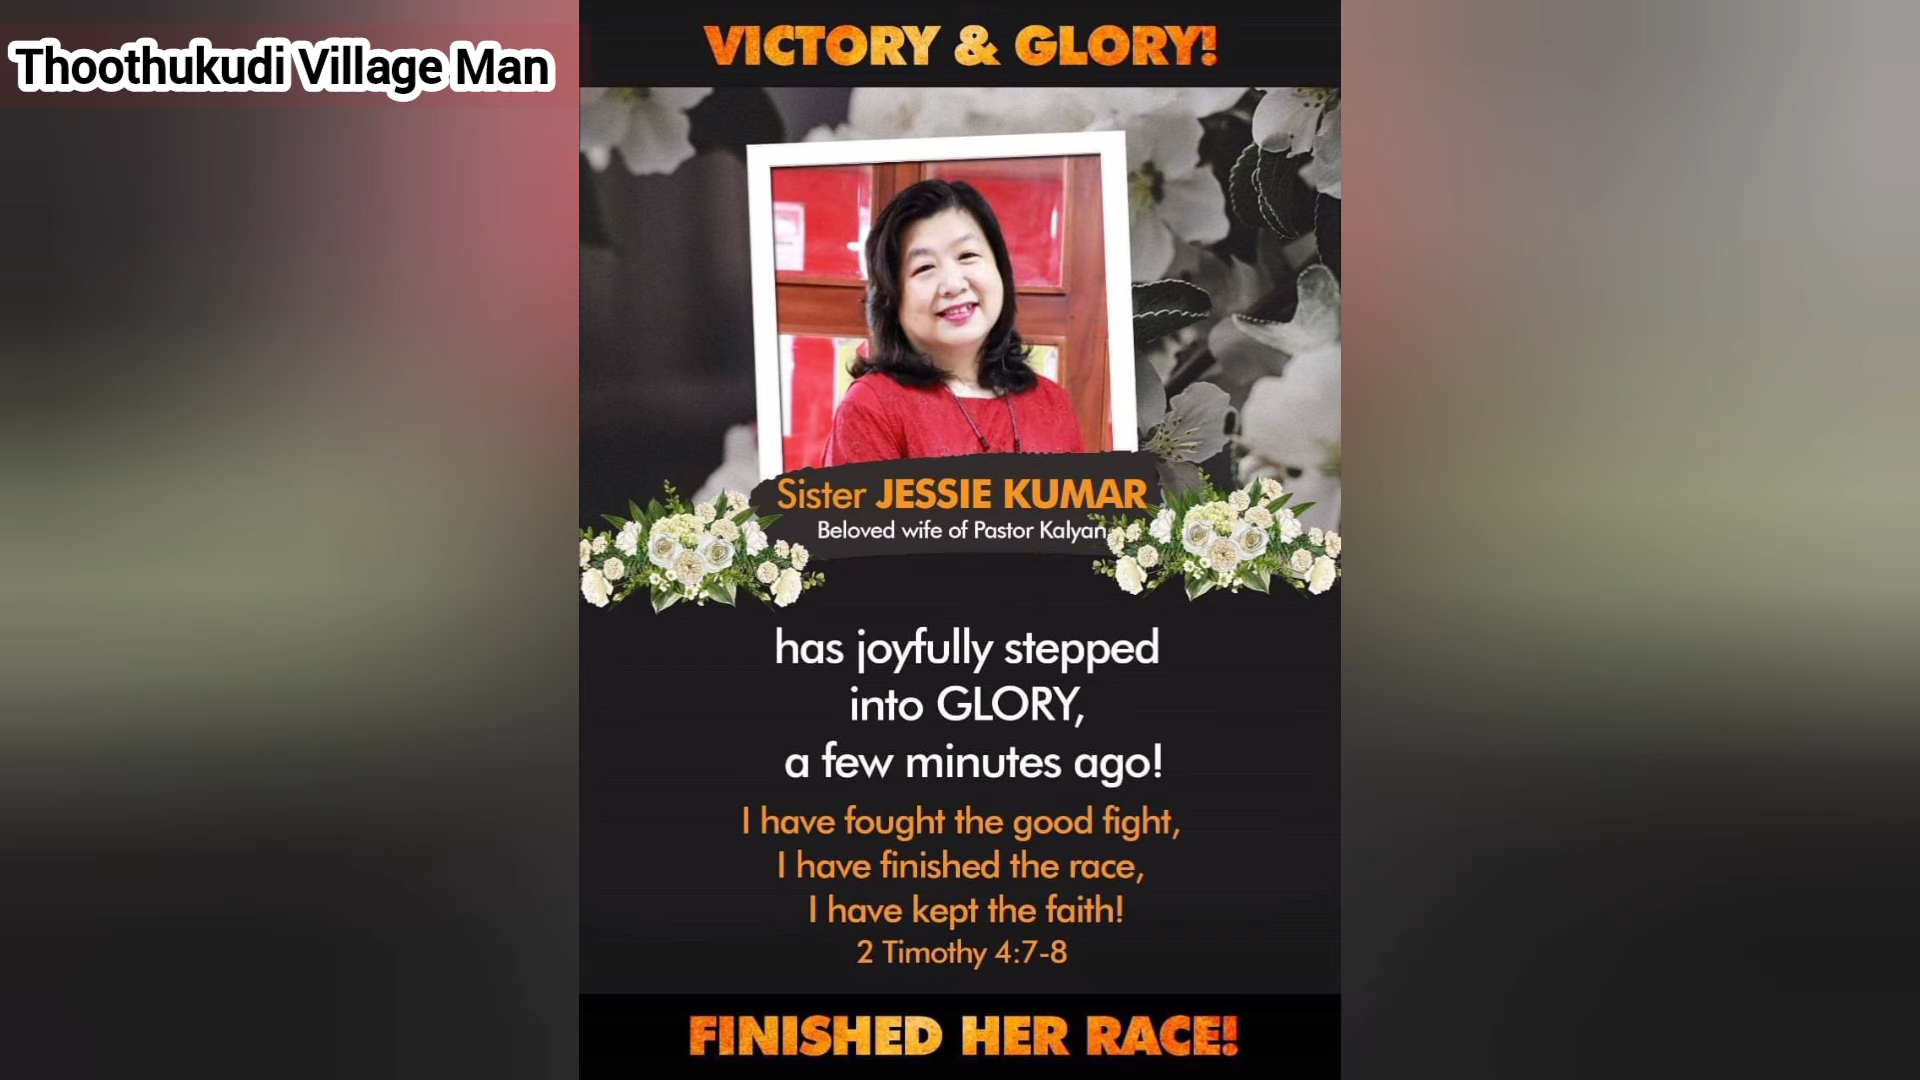 Thoothukudi Village Man
VICTORY & GLORY!
Sister JESSIE KUMAR
Beloved wife of Pastor Kalyan
has joyfully stepped
into GLORY,
a few minutes ago!
I have fought the good fight,
I have finished the race,
I have kept the faith!
2 Timothy 4:7-8
FINISHED HER RACE!